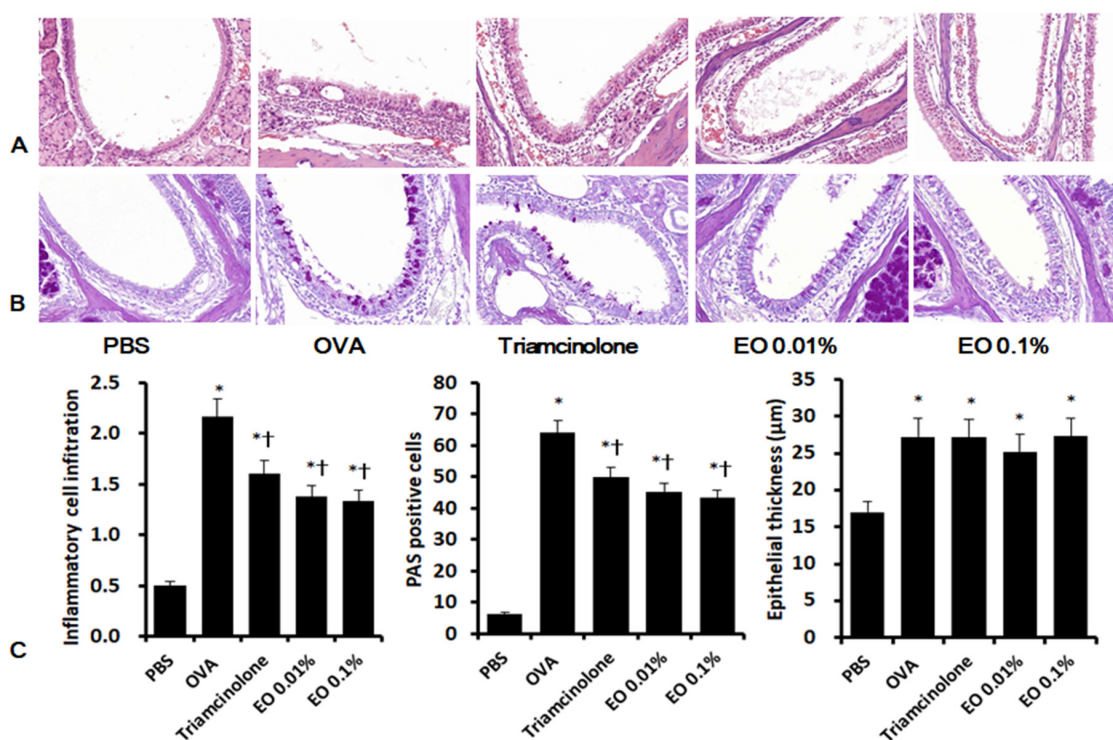 A
B
PBS OVA Triamcinolone EO 0.01% EO 0.1%
C
Inflammatory cell infitration
2.5
2.0
1.5
1.0
0.5
0.0
*
*†
*†
*†
PBS
OVA
Triamcinolone
EO 0.01%
EO 0.1%
PAS positive cells
80
70
60
50
40
30
20
10
0
*
*†
*†
*†
PBS
OVA
Triamcinolone
EO 0.01%
EO 0.1%
Epithelial thickness (µm)
35
30
25
20
15
10
5
0
*
*
*
*
PBS
OVA
Triamcinolone
EO 0.01%
EO 0.1%